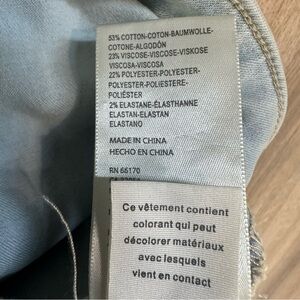 53% COTTON-COTON-BAUMWOLLE-
COTONE-ALGODÓN
23% VISCOSE-VISCOSE-VISKOSE
VISCOSA-VISCOSA
22% POLYESTER-POLYESTER-
POLYESTER-POLIESTERE-
POLIÉSTER
2% ELASTANE-ÉLASTHANNE
ELASTAN-ELASTAN
ELASTANO
MADE IN CHINA
HECHO EN CHINA
RN 66170
Ce vêtement contient
colorant qui peut
décolorer matériaux
avec lesquels
vient en contact